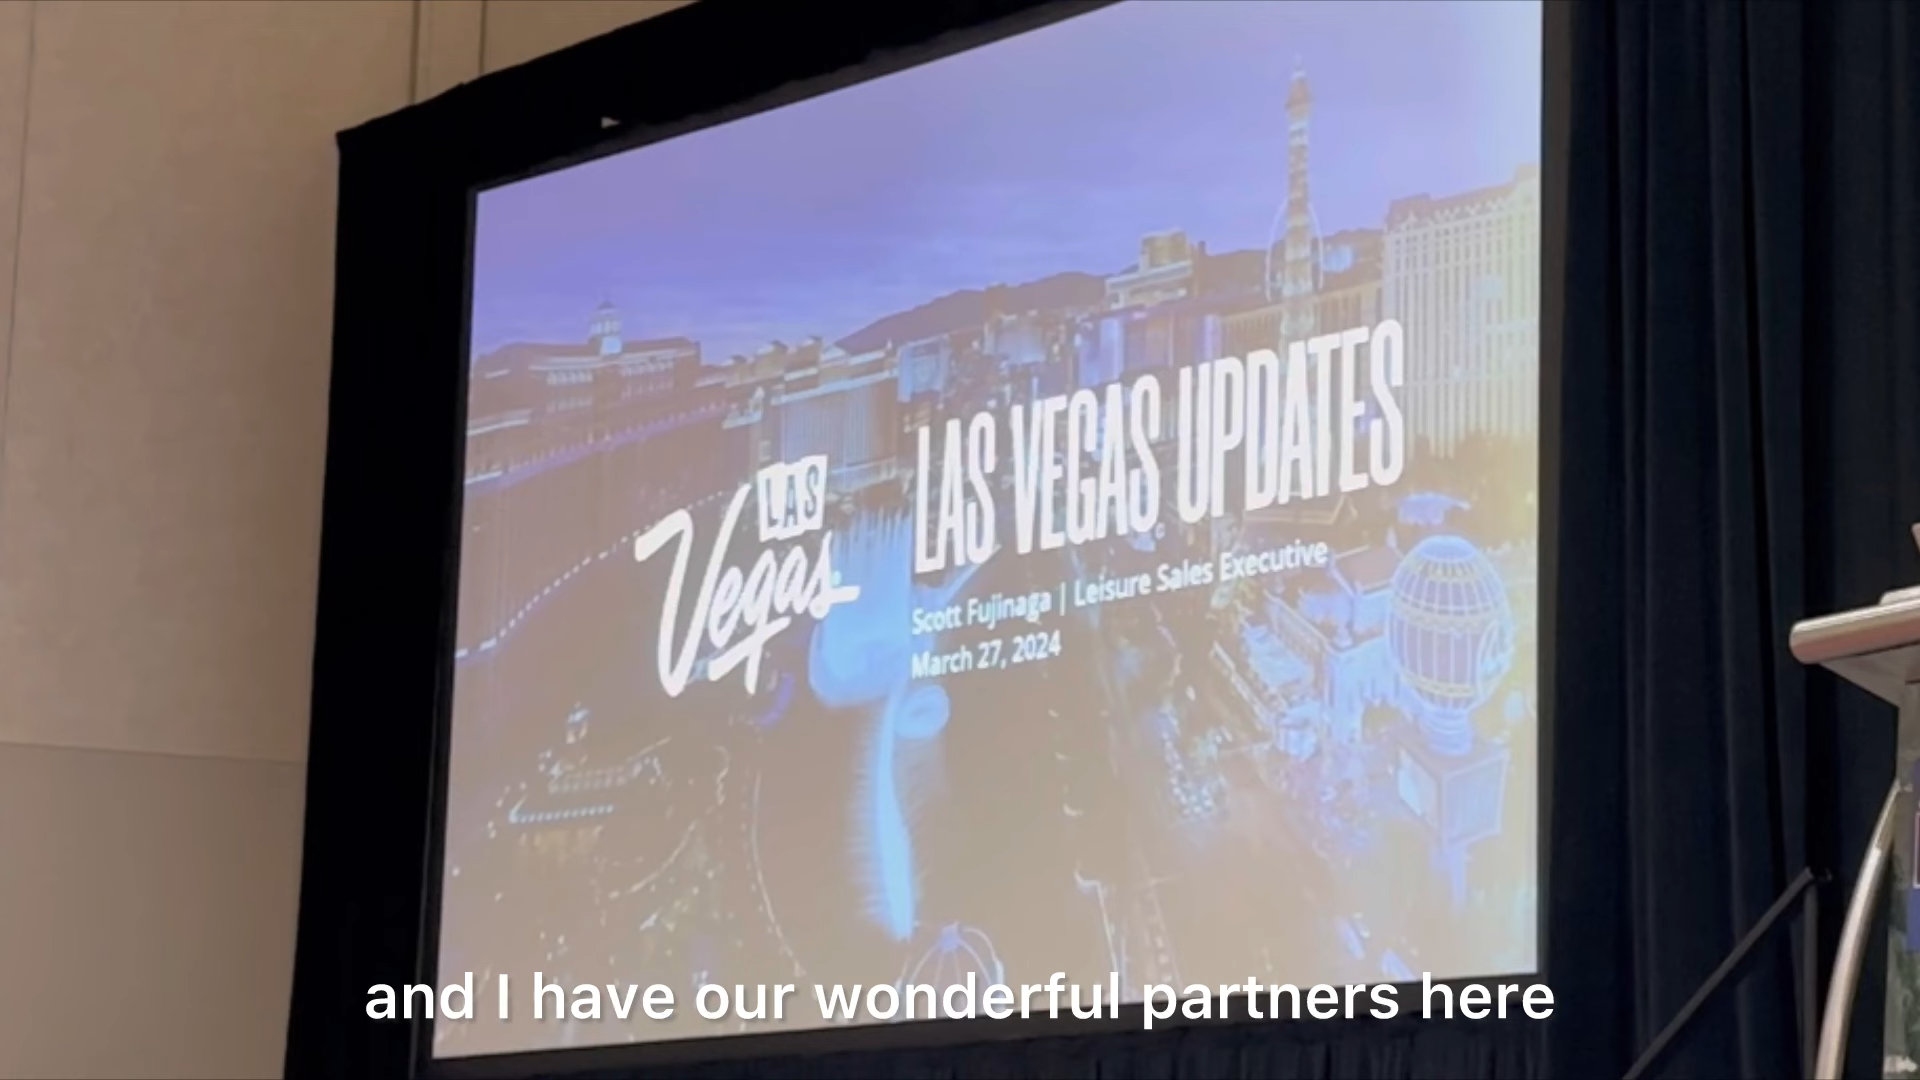 LAS
Vegas
LAS VEGAS UPDATES
Scott Fujinaga | Leisure Sales Executive
March 27, 2024
and I have our wonderful partners here